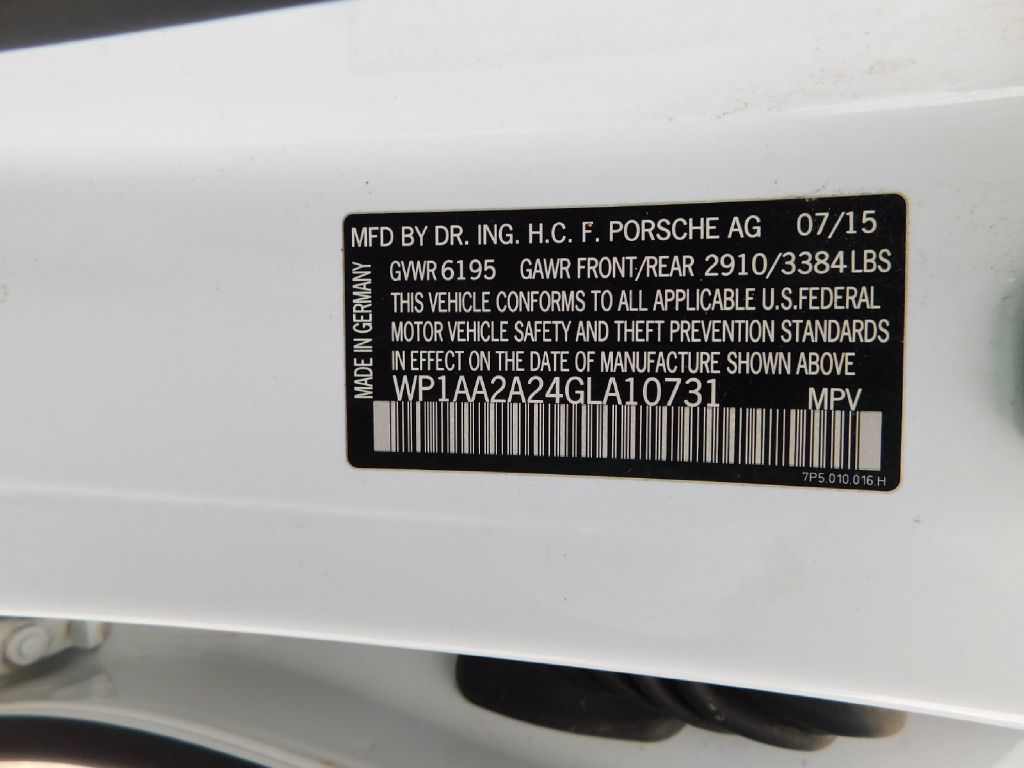 MFD BY DR. ING. H.C. F. PORSCHE AG 07/15
GVWR 6195 GAWR FRONT/REAR 2910/3384 LBS
THIS VEHICLE CONFORMS TO ALL APPLICABLE U.S. FEDERAL
MOTOR VEHICLE SAFETY AND THEFT PREVENTION STANDARDS
IN EFFECT ON THE DATE OF MANUFACTURE SHOWN ABOVE
WP1AA2A24GLA10731 MPV
7P5.010.016.H
MADE IN GERMANY